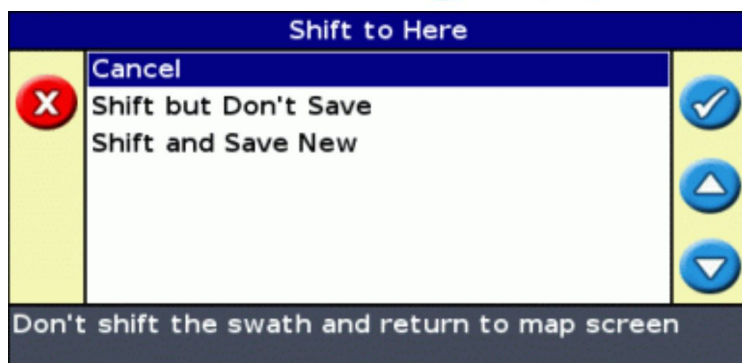 Shift to Here
Cancel
Shift but Don't Save
Shift and Save New
Don't shift the swath and return to map screen